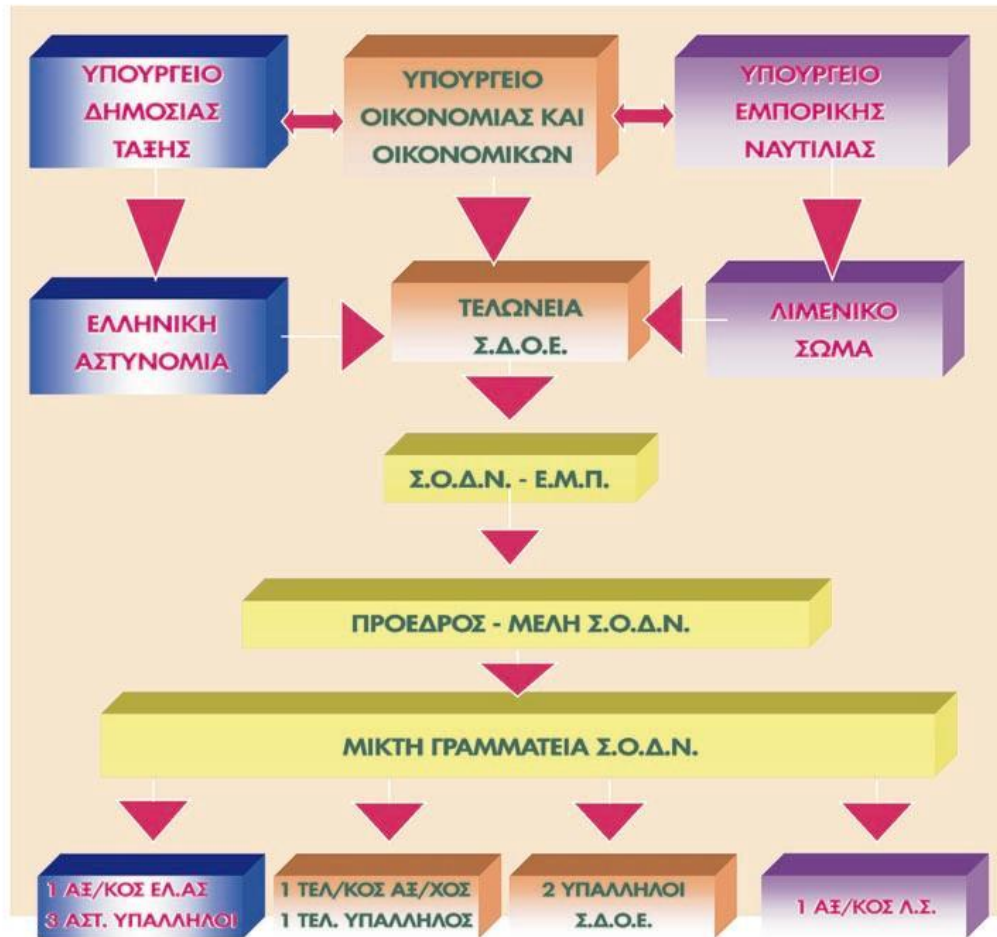 ΥΠΟΥΡΓΕΙΟ
ΔΗΜΟΣΙΑΣ
ΤΑΞΗΣ
ΥΠΟΥΡΓΕΙΟ
ΟΙΚΟΝΟΜΙΑΣ ΚΑΙ
ΟΙΚΟΝΟΜΙΚΩΝ
ΥΠΟΥΡΓΕΙΟ
ΕΜΠΟΡΙΚΗΣ
ΝΑΥΤΙΛΙΑΣ
ΕΛΛΗΝΙΚΗ
ΑΣΤΥΝΟΜΙΑ
ΤΕΛΩΝΕΙΑ
Σ.Δ.Ο.Ε.
ΛΙΜΕΝΙΚΟ
ΣΩΜΑ
Σ.Ο.Δ.Ν. - Ε.Μ.Π.
ΠΡΟΕΔΡΟΣ - ΜΕΛΗ Σ.Ο.Δ.Ν.
ΜΙΚΤΗ ΓΡΑΜΜΑΤΕΙΑ Σ.Ο.Δ.Ν.
1 ΑΞ/ΚΟΣ ΕΛ.ΑΣ
3 ΑΣΤ. ΥΠΑΛΛΗΛΟΙ
1 ΤΕΛ/ΚΟΣ ΑΞ/ΧΟΣ
1 ΤΕΛ. ΥΠΑΛΛΗΛΟΣ
2 ΥΠΑΛΛΗΛΟΙ
Σ.Δ.Ο.Ε.
1 ΑΞ/ΚΟΣ Λ.Σ.